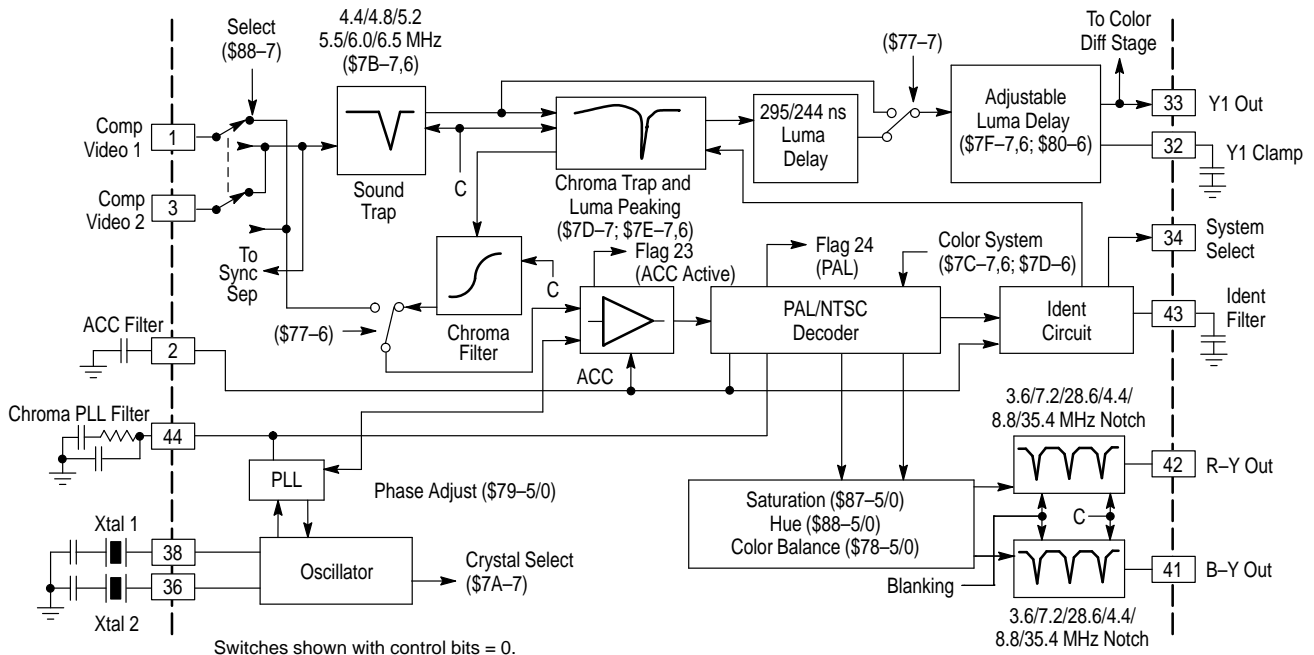 Select
($88–7)
4.4/4.8/5.2
5.5/6.0/6.5 MHz
($7B–7,6)
($77–7)
To Color
Diff Stage
Comp
Video 1
1
Comp
Video 2
3
Sound
Trap
C
Chroma Trap and
Luma Peaking
($7D–7; $7E–7,6)
295/244 ns
Luma
Delay
Adjustable
Luma Delay
($7F–7,6; $80–6)
33
Y1 Out
32
Y1 Clamp
To
Sync
Sep
C
Chroma
Filter
($77–6)
Flag 23
(ACC Active)
Flag 24
(PAL)
Color System
($7C–7,6; $7D–6)
34
System
Select
PAL/NTSC
Decoder
Ident
Circuit
43
Ident
Filter
ACC Filter
2
ACC
Chroma PLL Filter
44
PLL
Phase Adjust ($79–5/0)
3.6/7.2/28.6/4.4/
8.8/35.4 MHz Notch
42
R–Y Out
Saturation ($87–5/0)
Hue ($88–5/0)
Color Balance ($78–5/0)
C
Blanking
41
B–Y Out
3.6/7.2/28.6/4.4/
8.8/35.4 MHz Notch
Xtal 1
38
36
Xtal 2
Oscillator
Crystal Select
($7A–7)
Switches shown with control bits = 0.